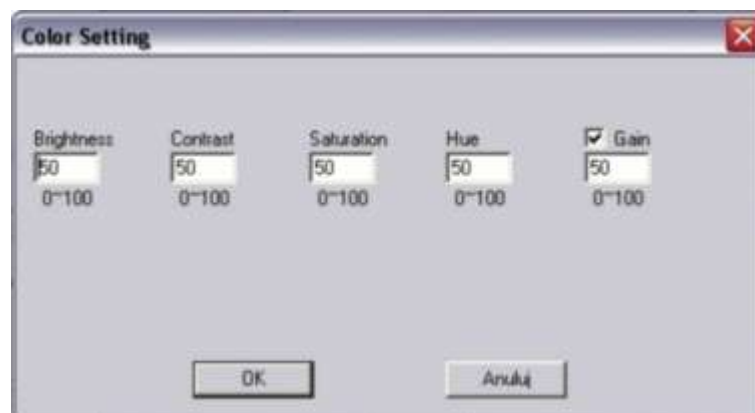 Color Setting
Brightness Contrast Saturation Hue Gain
50 50 50 50 50
0~100 0~100 0~100 0~100 0~100
OK Anuluj